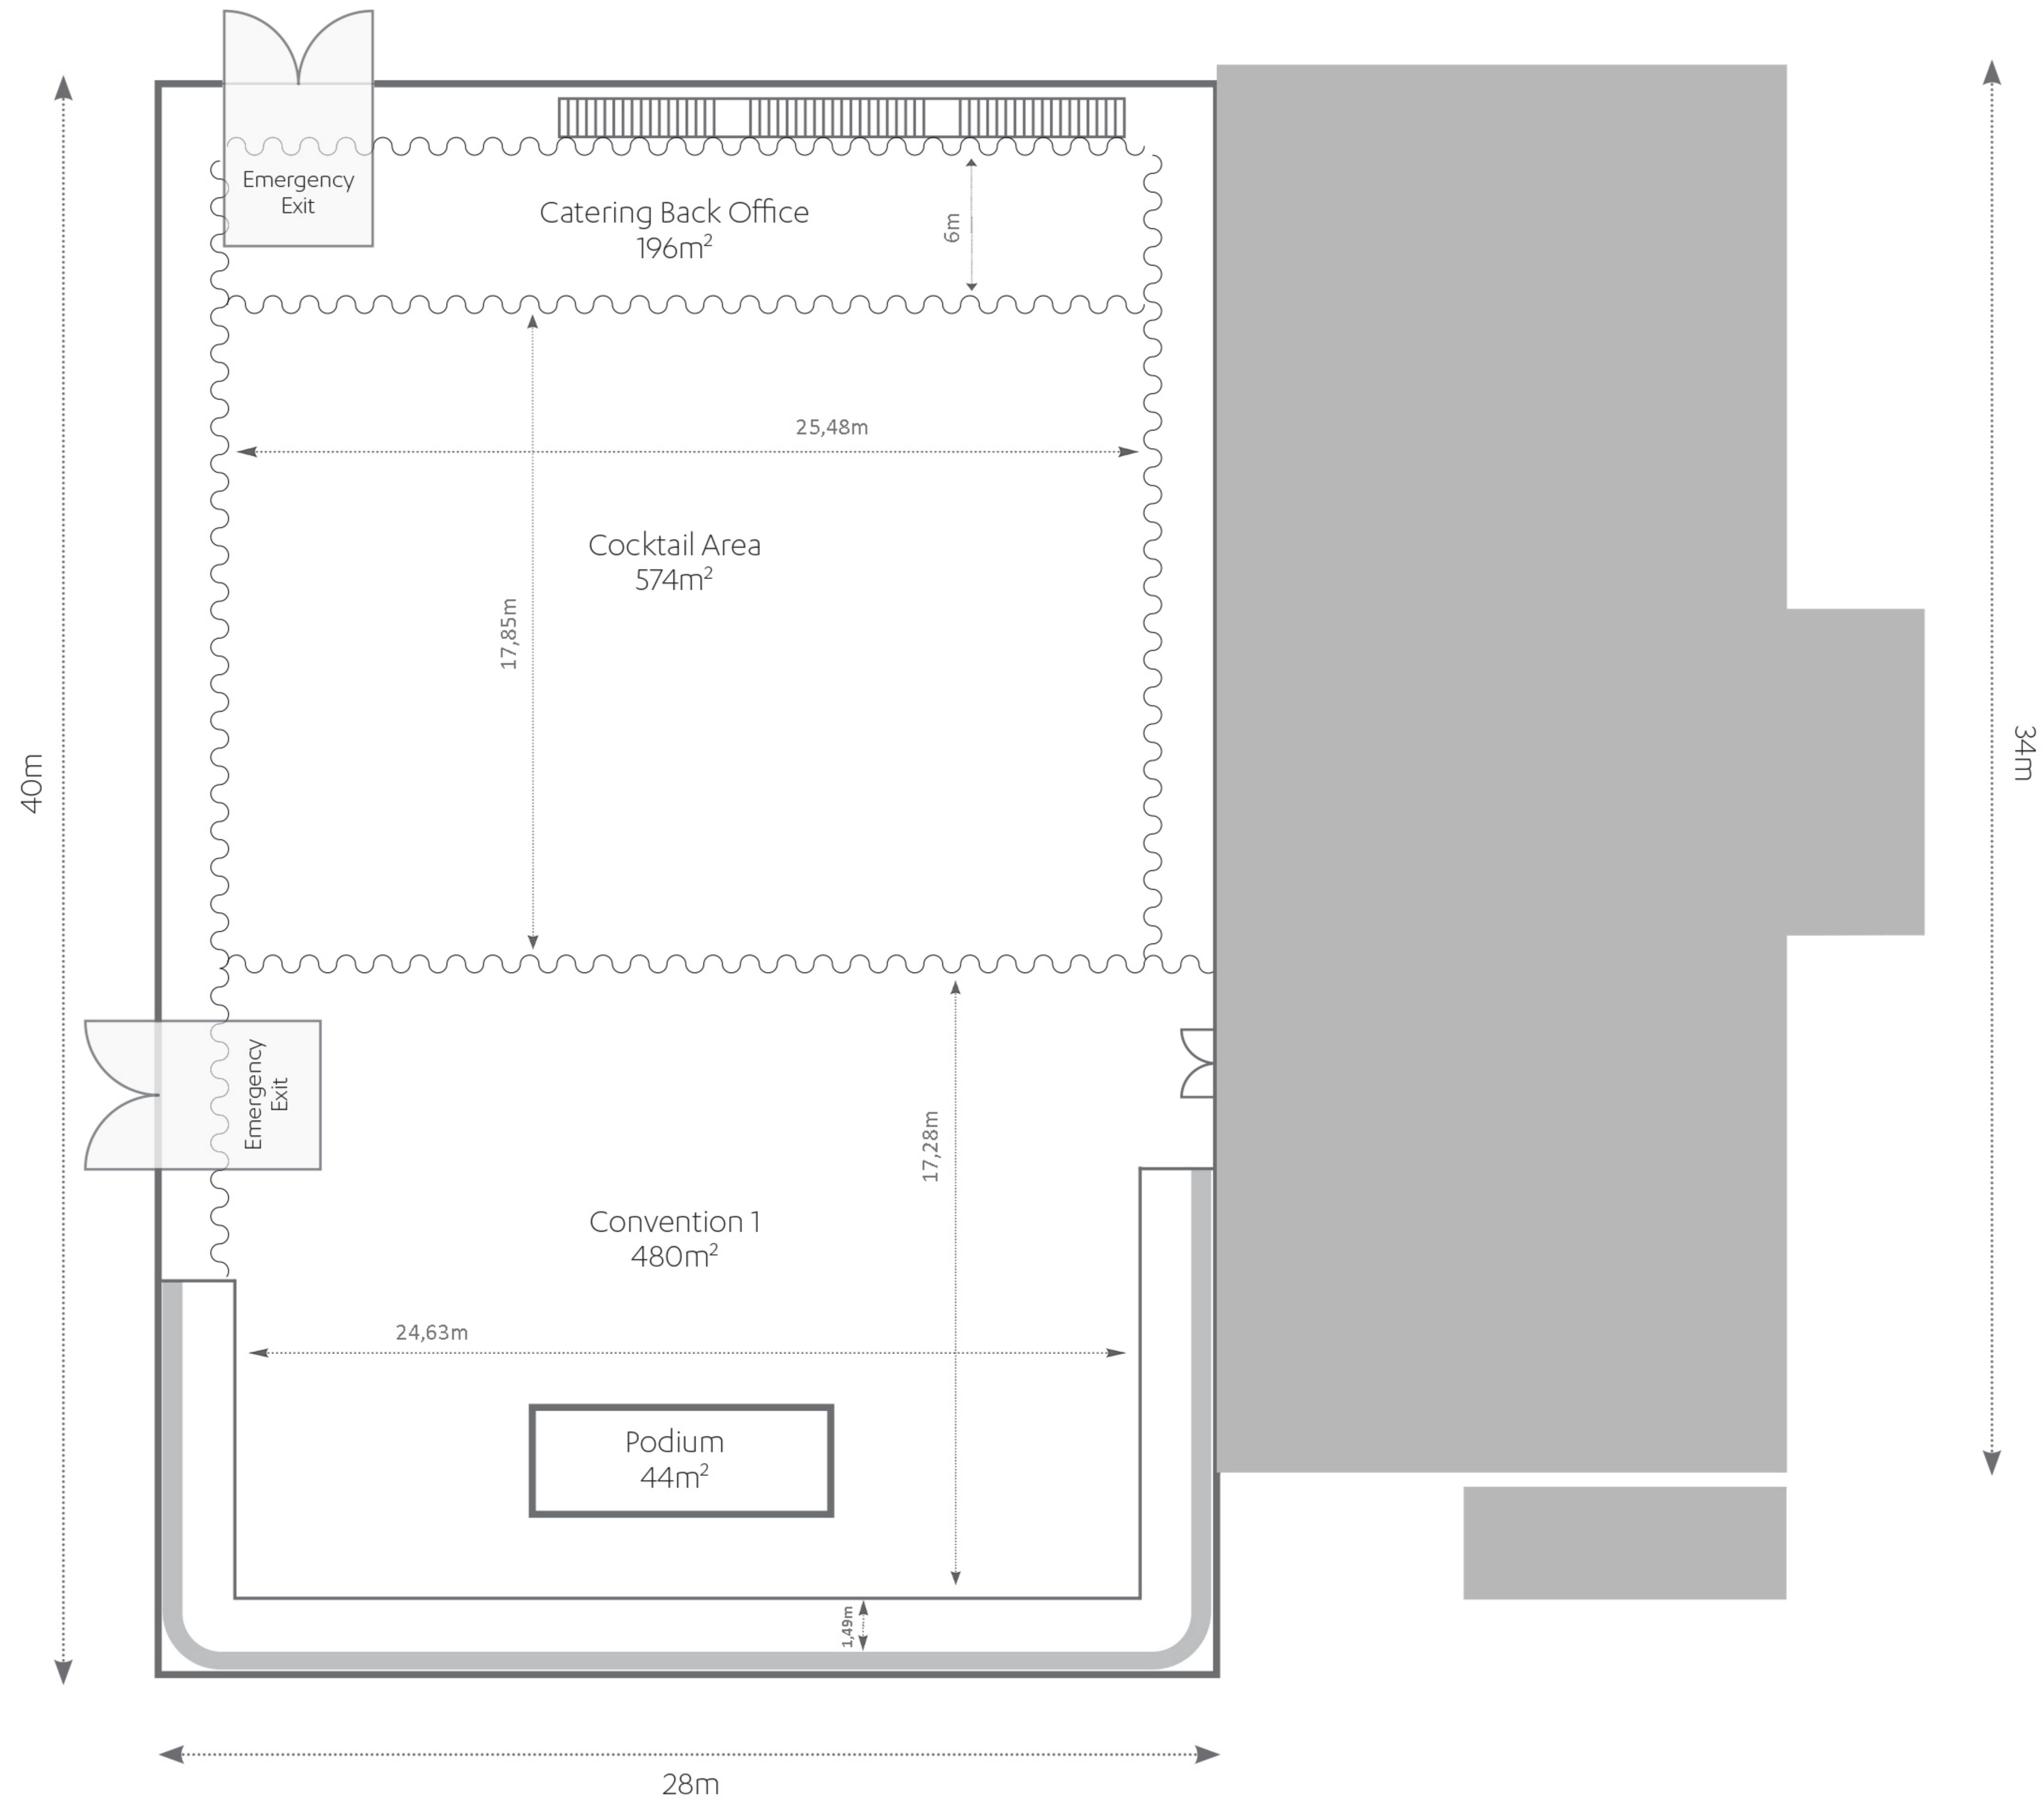 Emergency
Exit
Catering Back Office
196m²
6m
25,48m
Cocktail Area
574m²
17,85m
40m
34m
Emergency
Exit
17,28m
Convention 1
480m²
24,63m
Podium
44m²
1,49m
28m